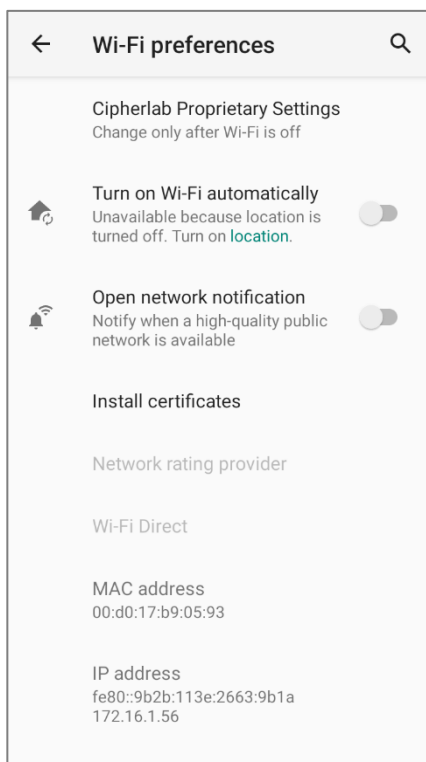 Wi-Fi preferences
Cipherlab Proprietary Settings
Change only after Wi-Fi is off
Turn on Wi-Fi automatically
Unavailable because location is
turned off. Turn on location.
Open network notification
Notify when a high-quality public
network is available
Install certificates
Network rating provider
Wi-Fi Direct
MAC address
00:d0:17:b9:05:93
IP address
fe80::9b2b:113e:2663:9b1a
172.16.1.56